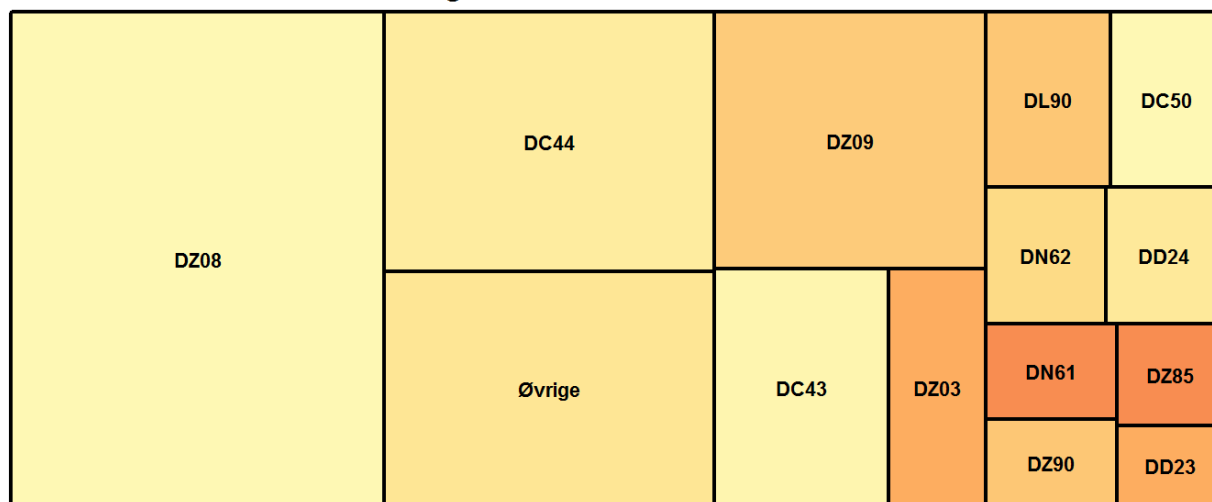 DZ08
DC44
DZ09
DL90
DC50
DN62
DD24
Øvrige
DC43
DZ03
DN61
DZ85
DZ90
DD23